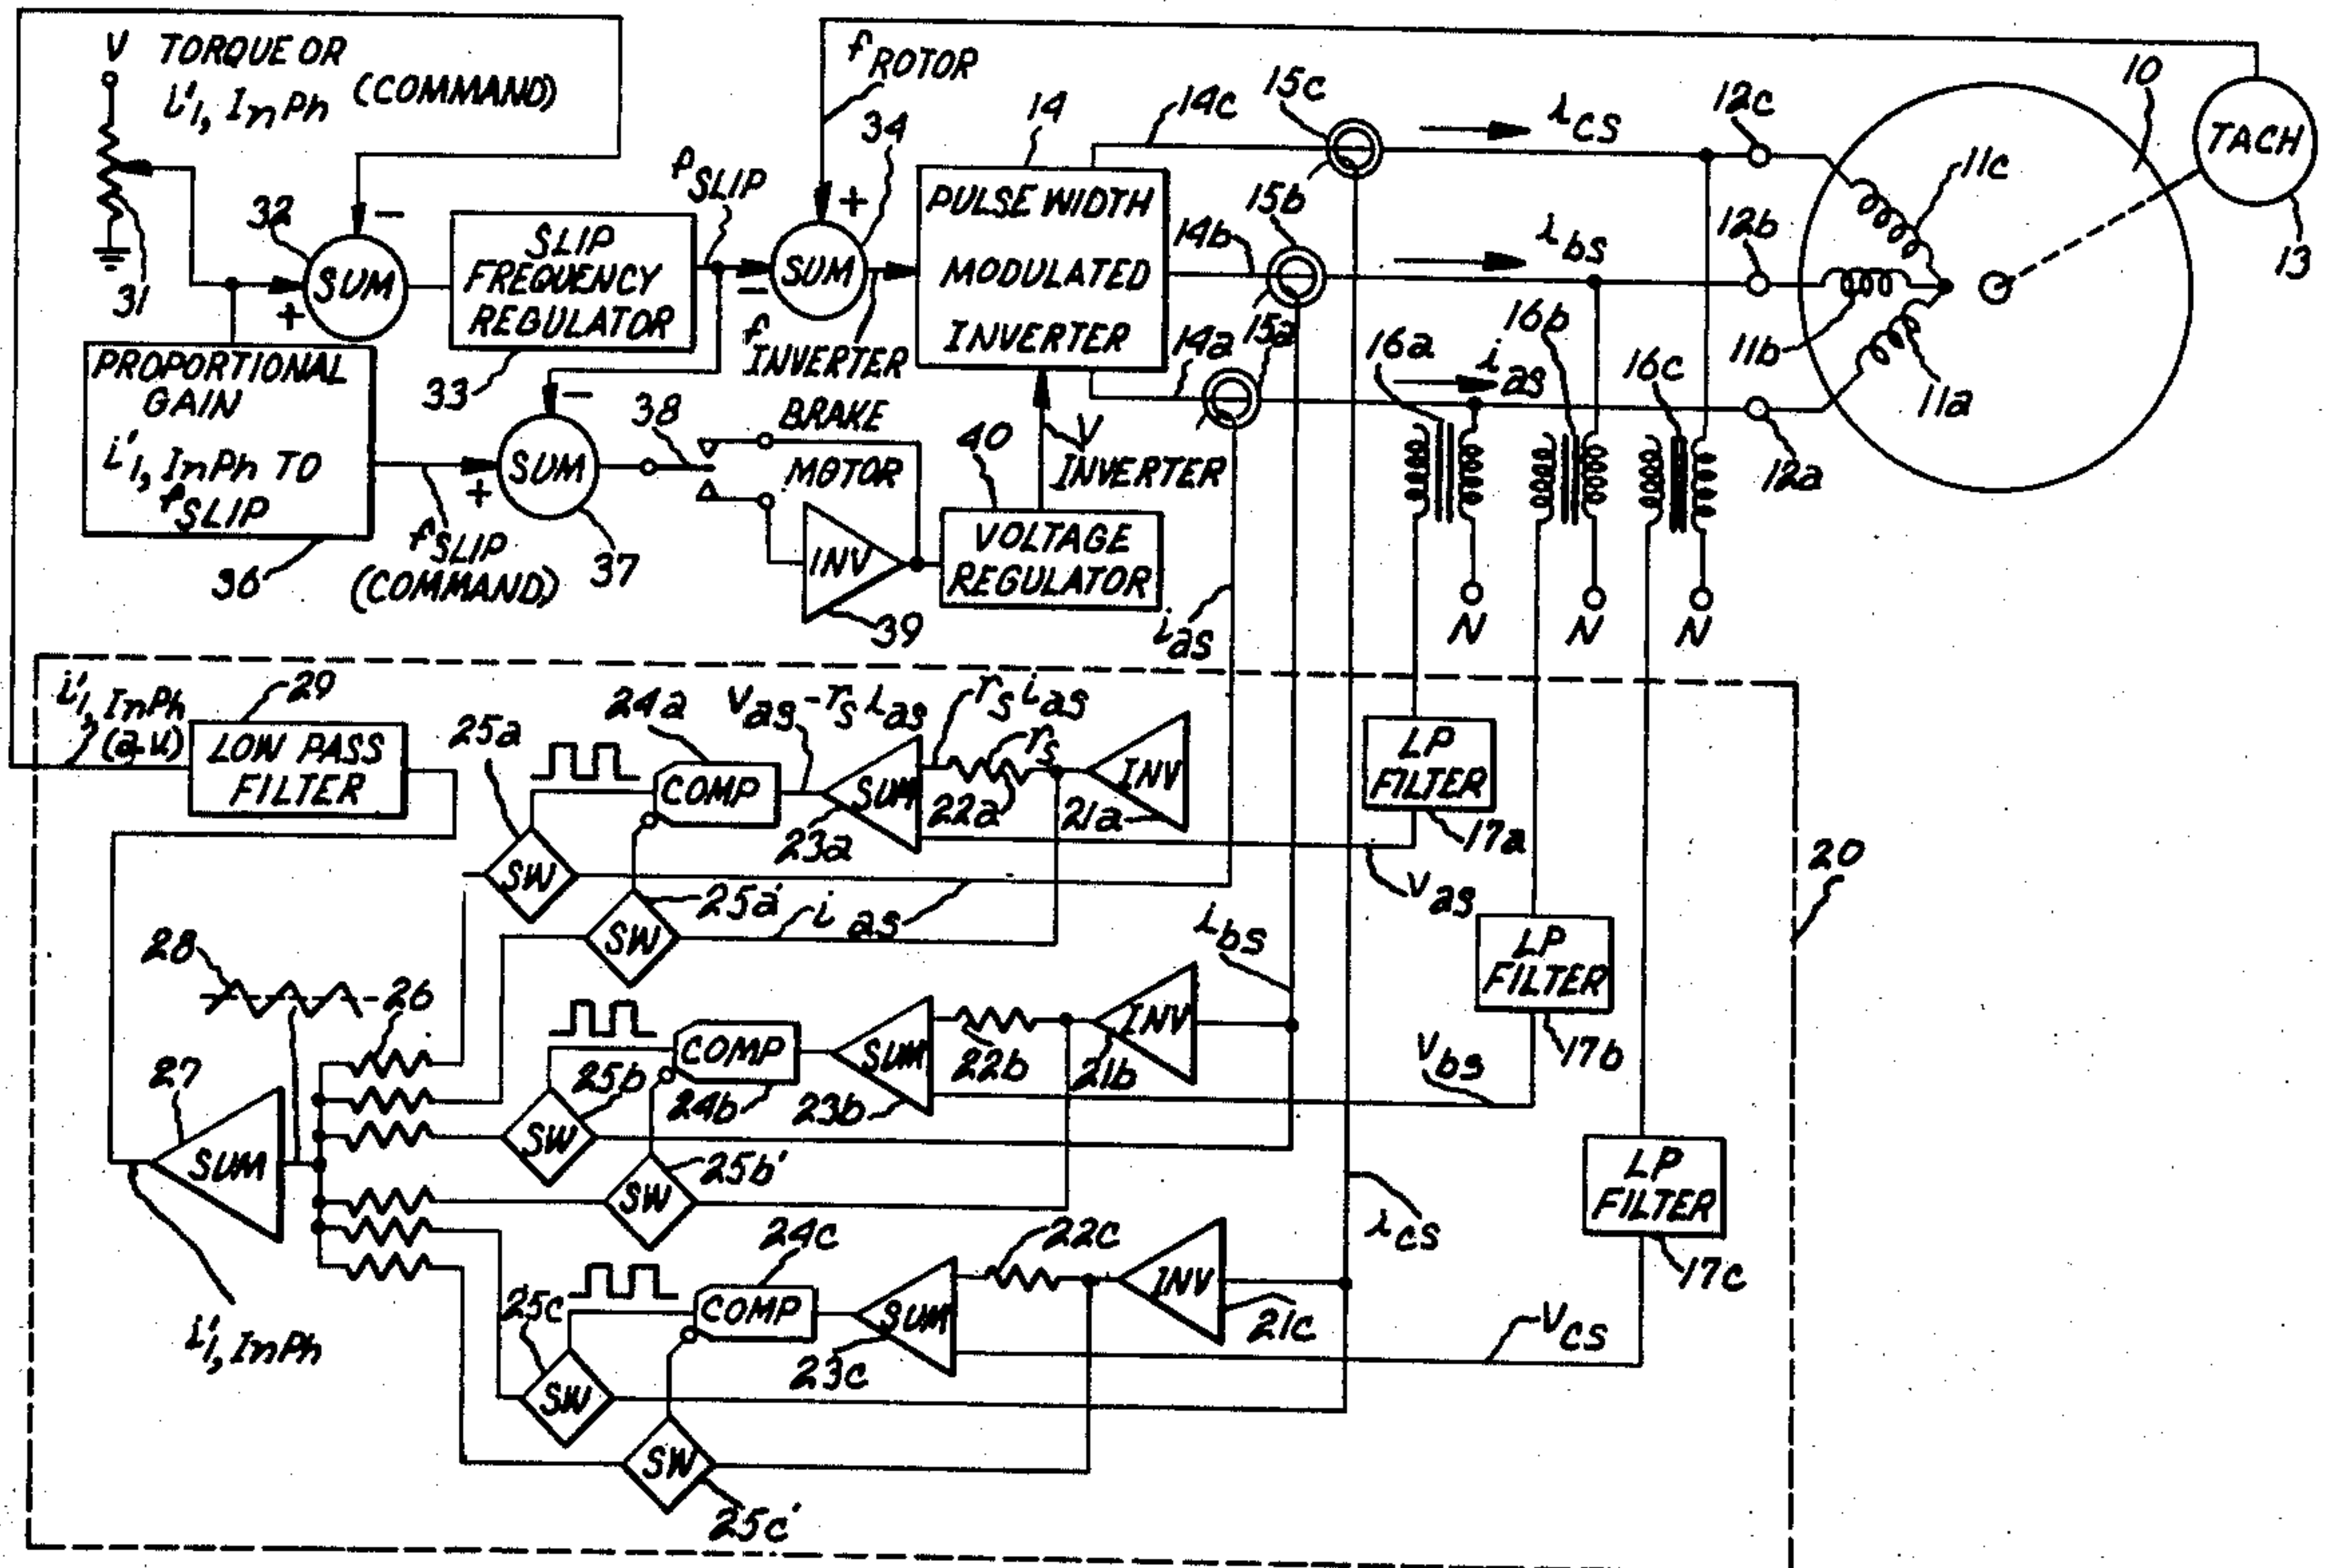 V TORQUE OR
i'1, InPh (COMMAND)
fROTOR
14
14c
15c
ics
12c
10
TACH
13
34
fSLIP
32
+
−
SUM
SLIP
FREQUENCY
REGULATOR
33
+
−
SUM
PULSE WIDTH
MODULATED
INVERTER
14b
15b
ibs
12b
11c
11b
11a
31
f
INVERTER
14a
15a
15b
16a
16b
16c
ias
12a
PROPORTIONAL
GAIN
i'1, InPh TO
fSLIP
36
fSLIP
(COMMAND)
+
−
SUM
37
38
BRAKE
MOTOR
INV
39
40
V
INVERTER
VOLTAGE
REGULATOR
ias
N
N
N
i'1, InPh
(av)
29
LOW PASS
FILTER
25a
24a
vas-rsias
rsias
rs
COMP
SUM
23a
22a
21a
INV
LP
FILTER
17a
20
SW
25a'
ias
vas
SW
28
26
ibs
LP
FILTER
17b
27
SUM
25b
COMP
24b
SUM
23b
22b
21b
INV
vbs
SW
25b'
SW
ics
LP
FILTER
17c
i'1, InPh
25c
24c
COMP
SUM
23c
22c
INV
21c
vcs
SW
SW
25c'